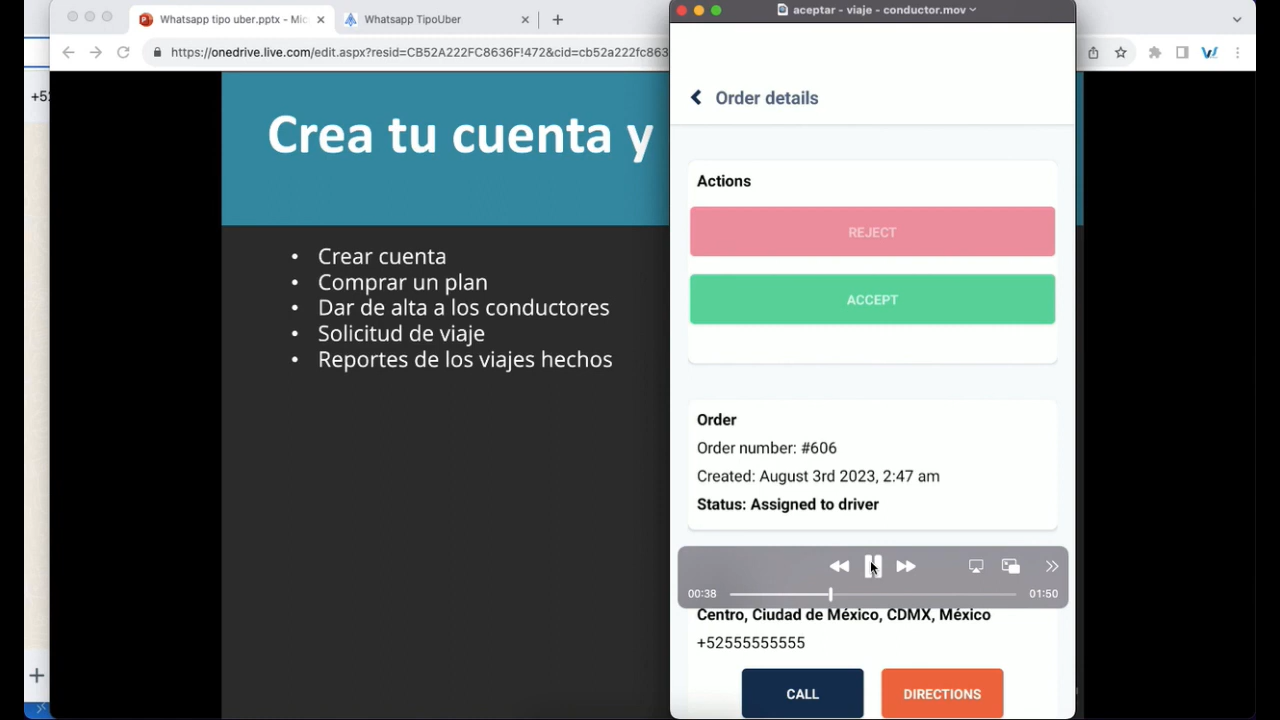 Whatsapp tipo uber.pptx - Mic
Whatsapp TipoUber
aceptar - viaje - conductor.mov
https://onedrive.live.com/edit.aspx?resid=CB52A222FC8636F!472&cid=cb52a222fc863
+52
Crea tu cuenta y
• Crear cuenta
• Comprar un plan
• Dar de alta a los conductores
• Solicitud de viaje
• Reportes de los viajes hechos
Order details
Actions
REJECT
ACCEPT
Order
Order number: #606
Created: August 3rd 2023, 2:47 am
Status: Assigned to driver
00:38
01:50
Centro, Ciudad de México, CDMX, México
+52555555555
CALL
DIRECTIONS